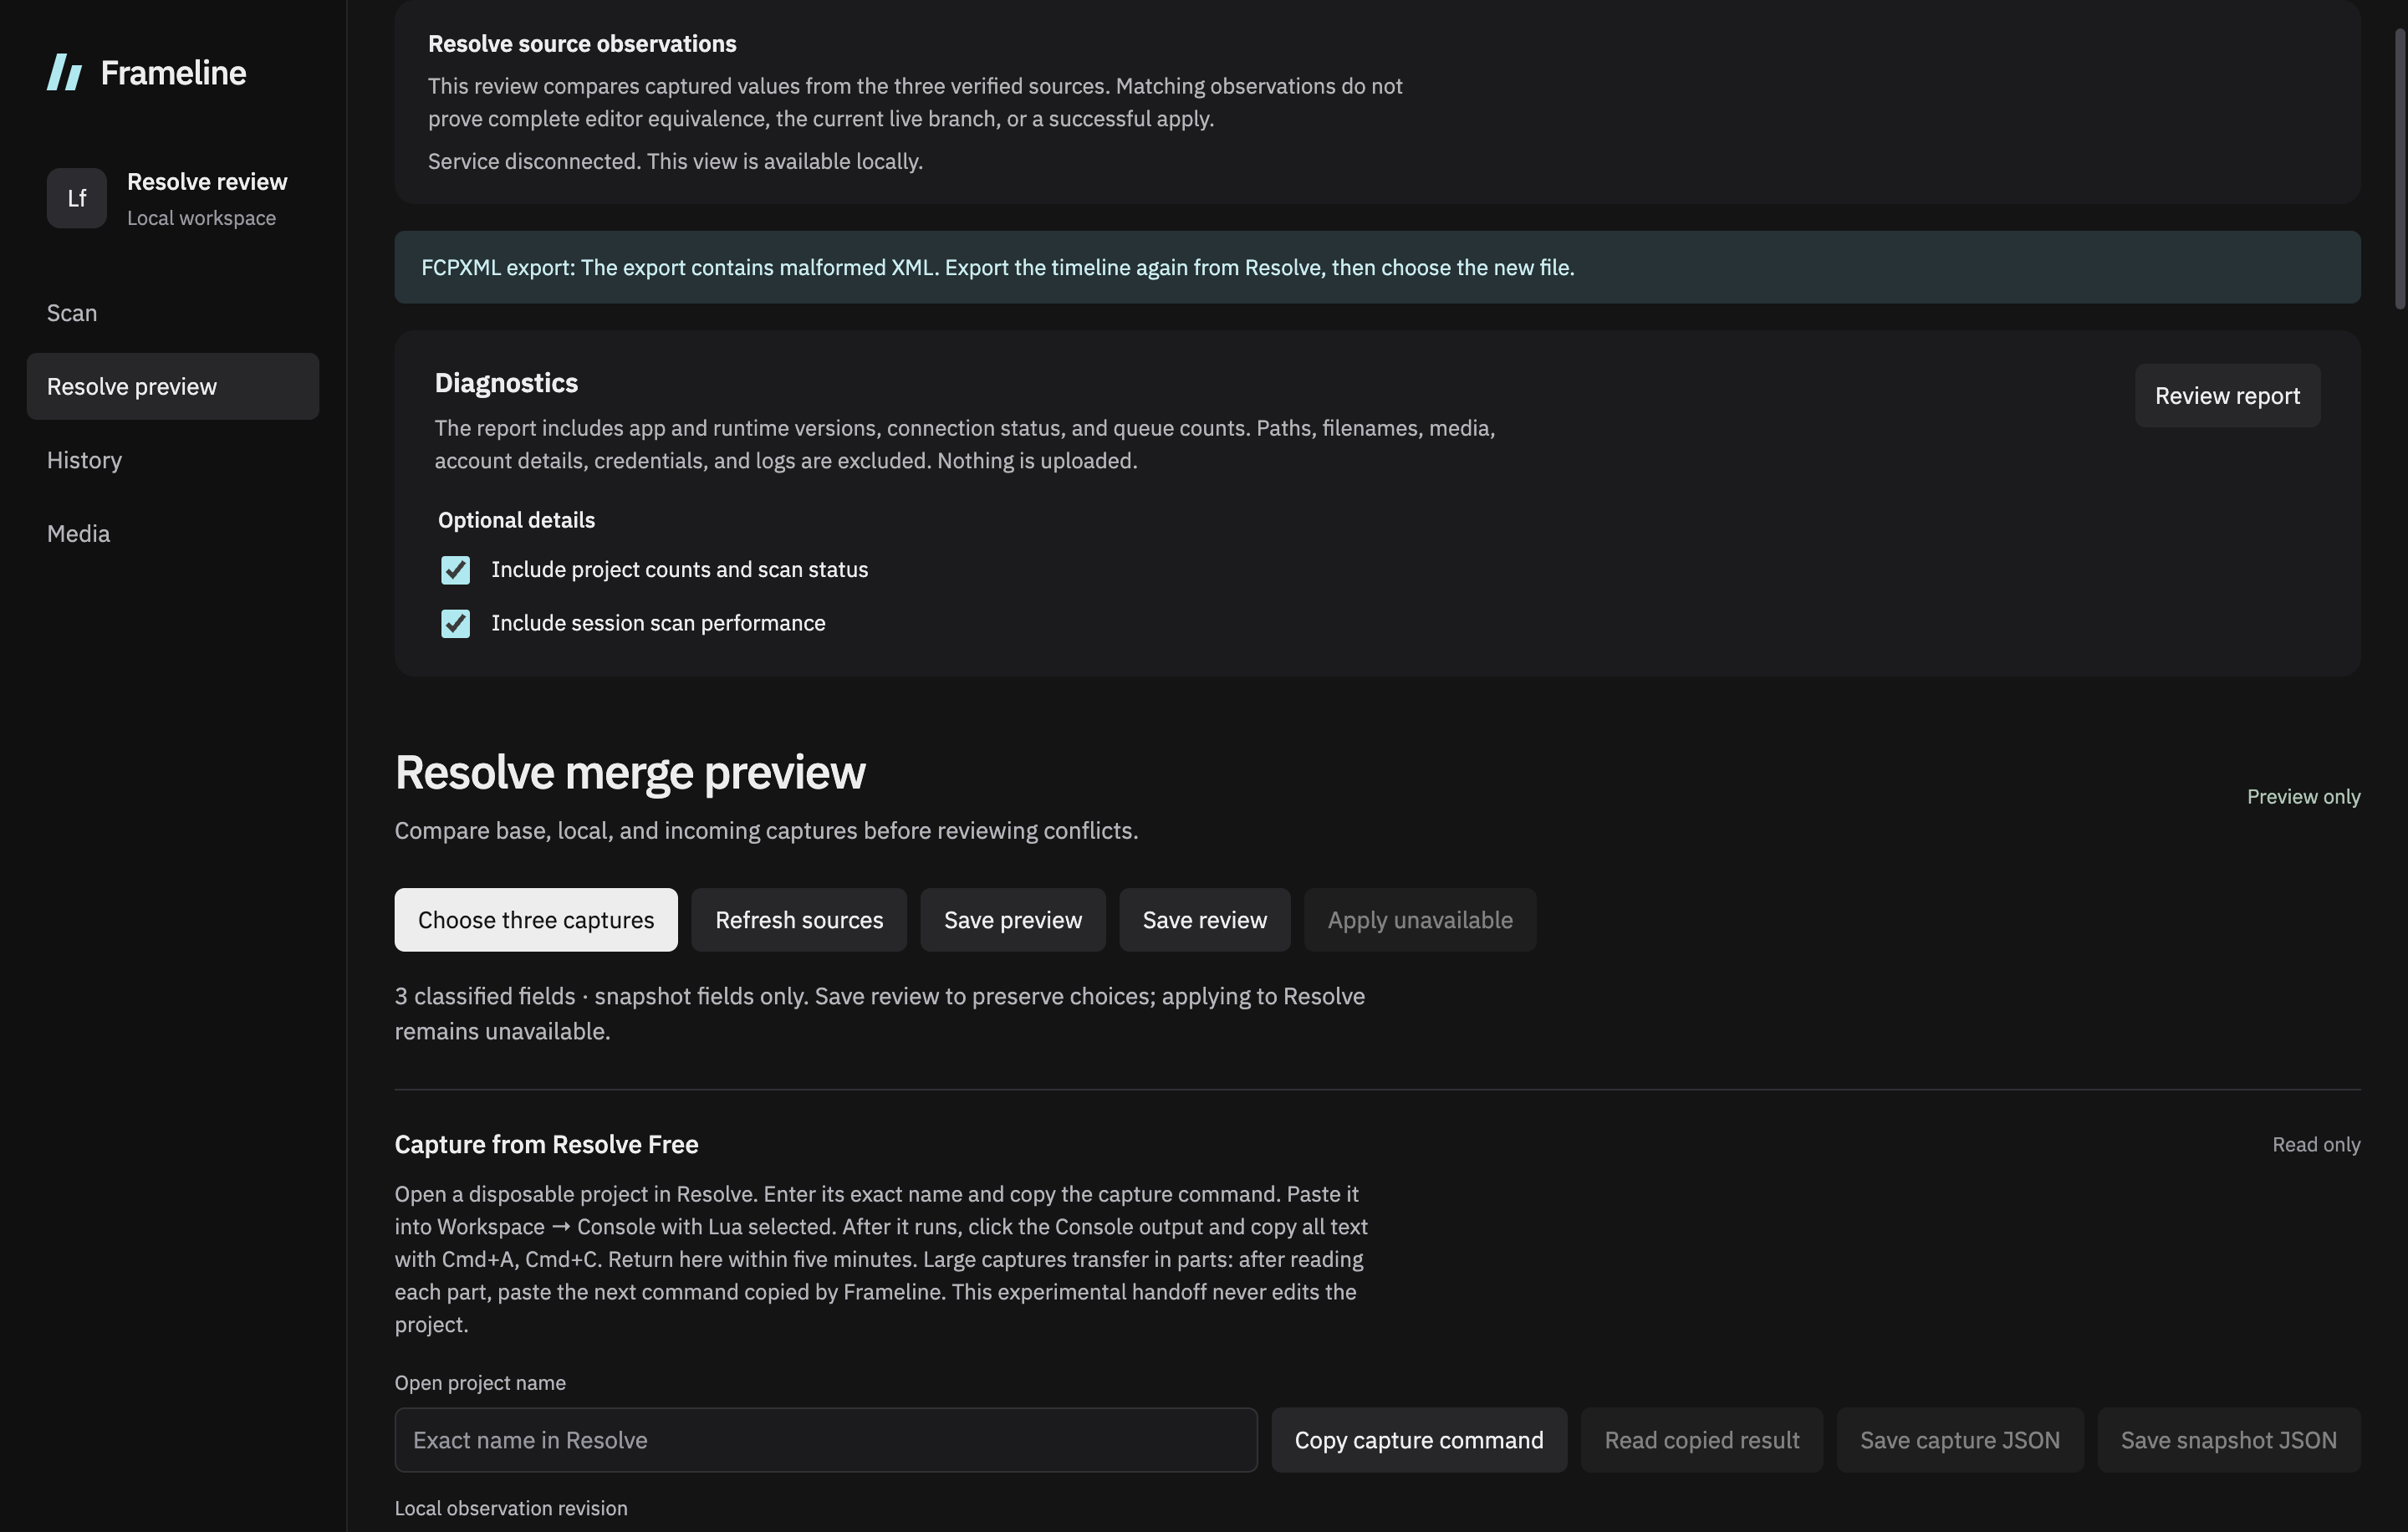 Frameline
Lf
Resolve review
Local workspace
Scan
Resolve preview
History
Media
Resolve source observations
This review compares captured values from the three verified sources. Matching observations do not
prove complete editor equivalence, the current live branch, or a successful apply.
Service disconnected. This view is available locally.
FCPXML export: The export contains malformed XML. Export the timeline again from Resolve, then choose the new file.
Diagnostics
Review report
The report includes app and runtime versions, connection status, and queue counts. Paths, filenames, media,
account details, credentials, and logs are excluded. Nothing is uploaded.
Optional details
Include project counts and scan status
Include session scan performance
Resolve merge preview
Preview only
Compare base, local, and incoming captures before reviewing conflicts.
Choose three captures
Refresh sources
Save preview
Save review
Apply unavailable
3 classified fields · snapshot fields only. Save review to preserve choices; applying to Resolve
remains unavailable.
Capture from Resolve Free
Read only
Open a disposable project in Resolve. Enter its exact name and copy the capture command. Paste it
into Workspace → Console with Lua selected. After it runs, click the Console output and copy all text
with Cmd+A, Cmd+C. Return here within five minutes. Large captures transfer in parts: after reading
each part, paste the next command copied by Frameline. This experimental handoff never edits the
project.
Open project name
Exact name in Resolve
Copy capture command
Read copied result
Save capture JSON
Save snapshot JSON
Local observation revision